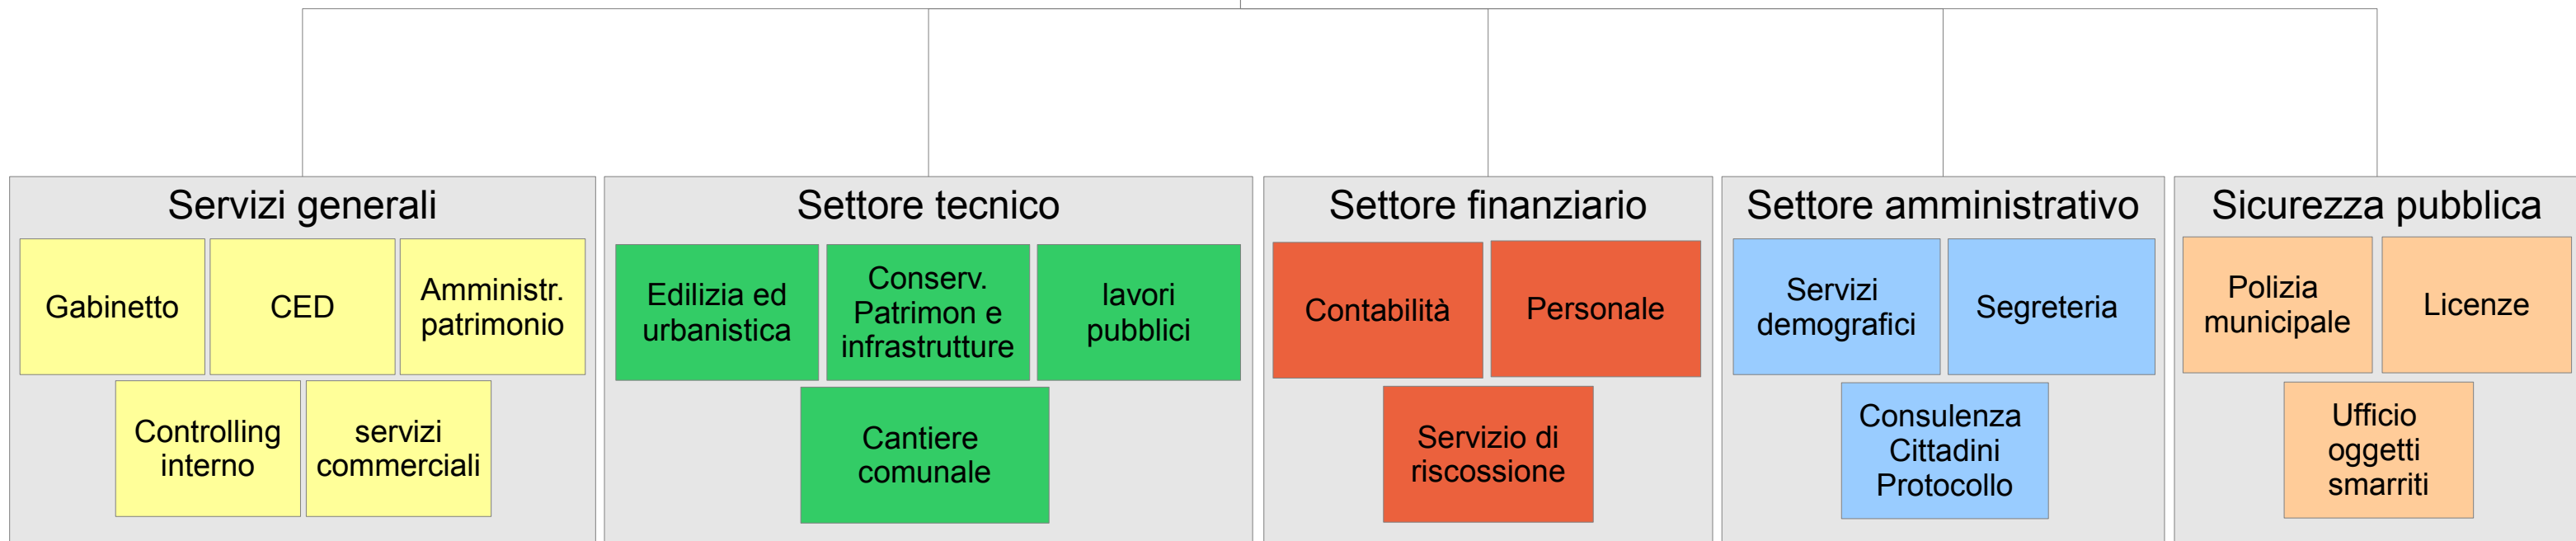 Servizi generali
Gabinetto
CED
Amministr.
patrimonio
Controlling
interno
servizi
commerciali
Settore tecnico
Edilizia ed
urbanistica
Conserv.
Patrimon e
infrastrutture
lavori
pubblici
Cantiere
comunale
Settore finanziario
Contabilità
Personale
Servizio di
riscossione
Settore amministrativo
Servizi
demografici
Segreteria
Consulenza
Cittadini
Protocollo
Sicurezza pubblica
Polizia
municipale
Licenze
Ufficio
oggetti
smarriti